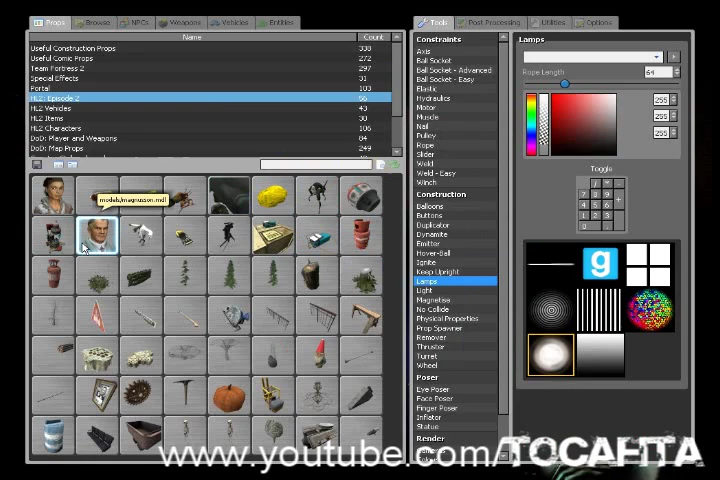 Props
Browse
NPCs
Weapons
Vehicles
Entities
Name
Count
Useful Construction Props 338
Useful Comic Props 272
Team Fortress 2 297
Special Effects 31
Portal 103
HL2: Episode 2 56
HL2 Vehicles 43
HL2 Items 30
HL2 Characters 106
DoD: Player and Weapons 84
DoD: Map Props 249
models/magnusson.mdl
Tools
Post Processing
Utilities
Options
Constraints
Axis
Ball Socket
Ball Socket - Advanced
Ball Socket - Easy
Elastic
Hydraulics
Motor
Muscle
Nail
Pulley
Rope
Slider
Weld
Weld - Easy
Winch
Construction
Balloons
Buttons
Duplicator
Dynamite
Emitter
Hover-Ball
Ignite
Keep Upright
Lamps
Light
Magnetise
No Collide
Physical Properties
Prop Spawner
Remover
Thruster
Turret
Wheel
Poser
Eye Poser
Face Poser
Finger Poser
Inflator
Statue
Render
Lamps
Rope Length 64
255
255
255
Toggle
/ * -
7 8 9
4 5 6 +
1 2 3
0 .
g
www.youtube.com/TOCAFITA